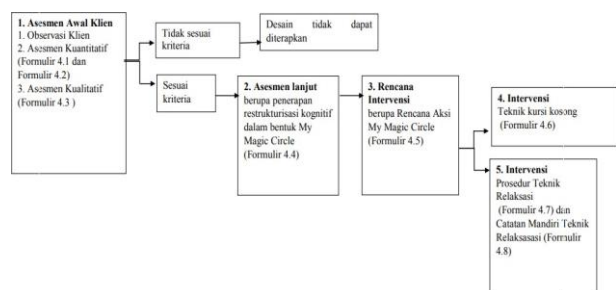 1. Asesmen Awal Klien
1. Observasi Klien
2. Asesmen Kuantitatif
(Formulir 4.1 dan
Formulir 4.2)
3. Asesmen Kualitatif
(Formulir 4.3 )
Tidak sesuai
kriteria
Desain tidak dapat
diterapkan
Sesuai
kriteria
2. Asesmen lanjut
berupa penerapan
restrukturisasi kognitif
dalam bentuk My
Magic Circle
(Formulir 4.4)
3. Rencana
Intervensi
berupa Rencana Aksi
My Magic Circle
(Formulir 4.5)
4. Intervensi
Teknik kursi kosong
(Formulir 4.6)
5. Intervensi
Prosedur Teknik
Relaksasi
(Formulir 4.7) dan
Catatan Mandiri Teknik
Relaksasasi (Formulir
4.8)